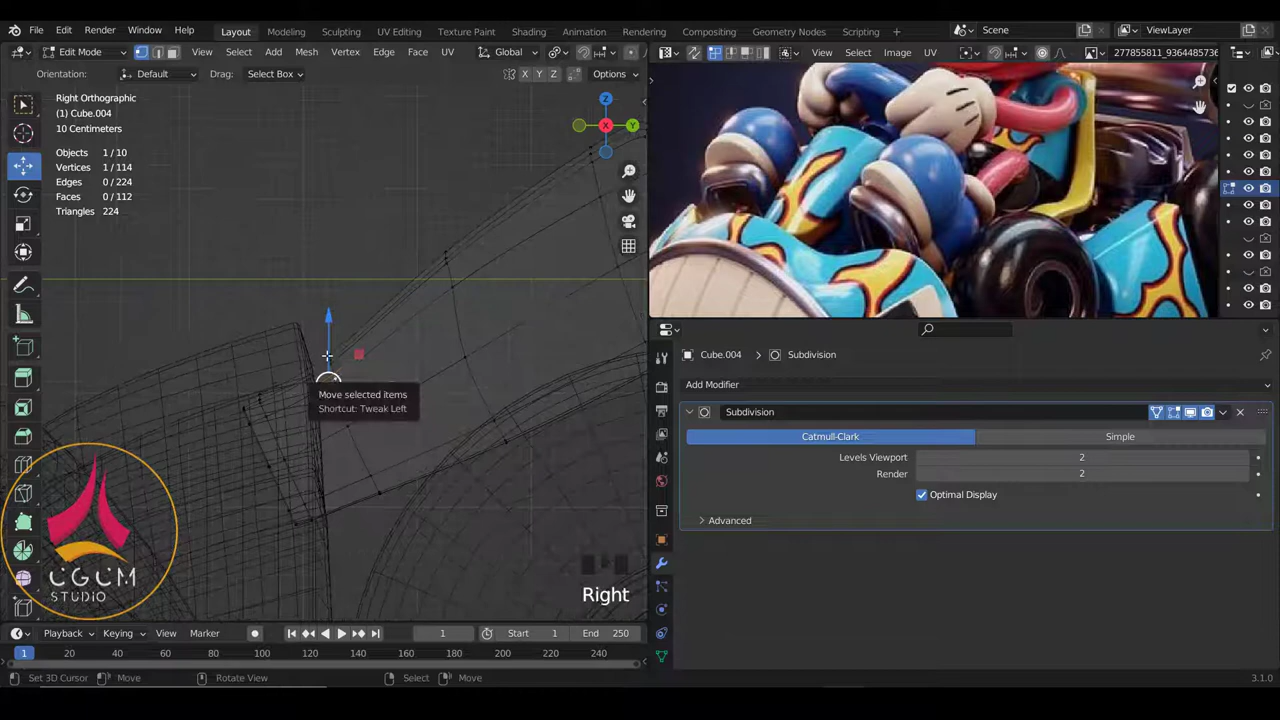 File Edit Render Window Help Layout Modeling Sculpting UV Editing Texture Paint Shading Animation Rendering Compositing Geometry Nodes Scripting Scene ViewLayer
Edit Mode View Select Add Mesh Vertex Edge Face UV Global View Select Image UV 277855811_9364485736
Orientation: Default Drag: Select Box X Y Z Options
Right Orthographic
(1) Cube.004
10 Centimeters
Objects 1 / 10
Vertices 1 / 114
Edges 0 / 224
Faces 0 / 112
Triangles 224
Z
X
Y
Move selected items
Shortcut: Tweak Left
CGCM
STUDIO
Right
Cube.004 Subdivision
Add Modifier
Subdivision
Catmull-Clark Simple
Levels Viewport 2
Render 2
Optimal Display
Advanced
Playback Keying View Marker 1 Start 1 End 250
1 20 40 60 80 100 120 140 160 180 200 220 240
Set 3D Cursor Move Rotate View Select Move 3.1.0